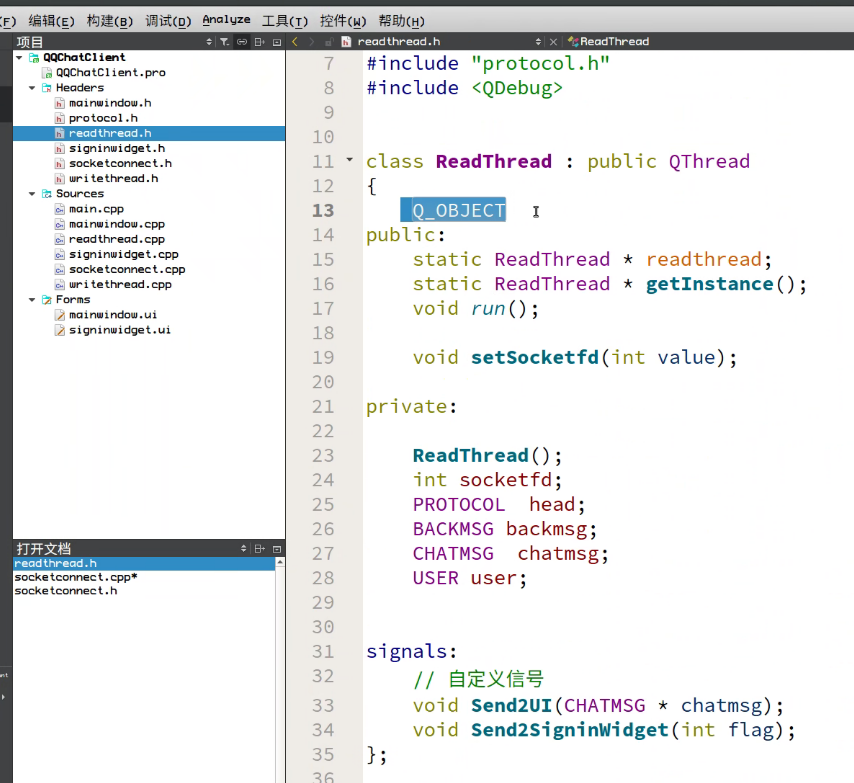 (F) 编辑(E) 构建(B) 调试(D) Analyze 工具(T) 控件(W) 帮助(H)
项目
readthread.h
ReadThread
QQChatClient
QQChatClient.pro
Headers
mainwindow.h
protocol.h
readthread.h
signinwidget.h
socketconnect.h
writethread.h
Sources
main.cpp
mainwindow.cpp
readthread.cpp
signinwidget.cpp
socketconnect.cpp
writethread.cpp
Forms
mainwindow.ui
signinwidget.ui
打开文档
readthread.h
socketconnect.cpp*
socketconnect.h
7 #include "protocol.h"
8 #include <QDebug>
9
10
11 class ReadThread : public QThread
12 {
13 Q_OBJECT
14 public:
15 static ReadThread * readthread;
16 static ReadThread * getInstance();
17 void run();
18
19 void setSocketfd(int value);
20
21 private:
22
23 ReadThread();
24 int socketfd;
25 PROTOCOL  head;
26 BACKMSG backmsg;
27 CHATMSG  chatmsg;
28 USER user;
29
30
31 signals:
32 // 自定义信号
33 void Send2UI(CHATMSG * chatmsg);
34 void Send2SigninWidget(int flag);
35 };
36